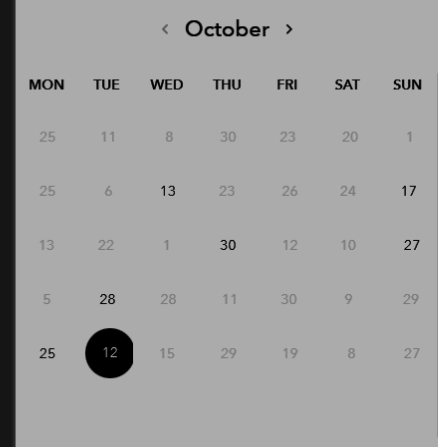 ‹ October ›
MON TUE WED THU FRI SAT SUN
25 11 8 30 23 20 1
25 6 13 23 26 24 17
13 22 1 30 12 10 27
5 28 28 11 30 9 29
25 12 15 29 19 8 27